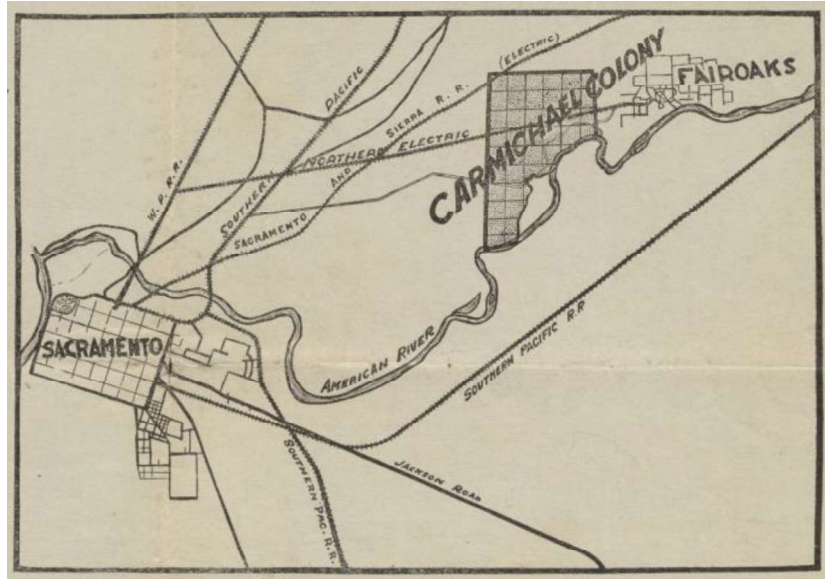 (ELECTRIC)
FAIROAKS
CARMICHAEL COLONY
PACIFIC
SOUTHERN
SIERRA R. R.
AND
SACRAMENTO
NORTHERN ELECTRIC
W. P. R. R.
SACRAMENTO
AMERICAN RIVER
SOUTHERN PACIFIC R.R
SOUTHERN PAC. R.R.
JACKSON ROAD